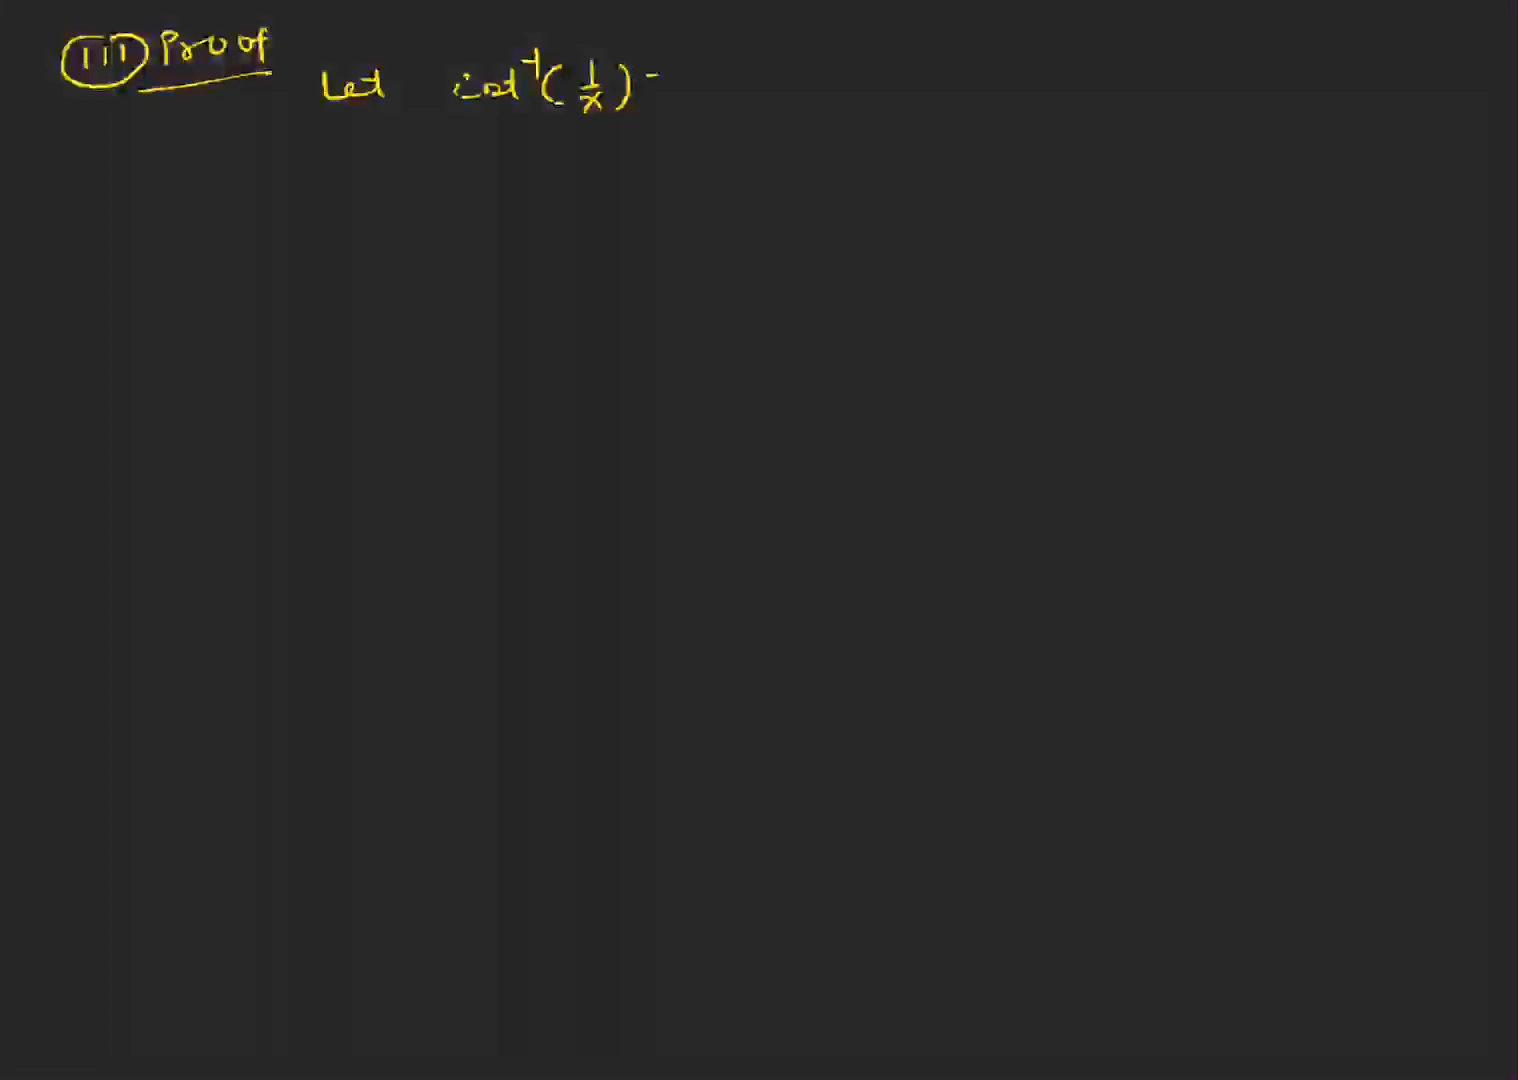 (III) Proof
Let cot⁻¹(1/x) -